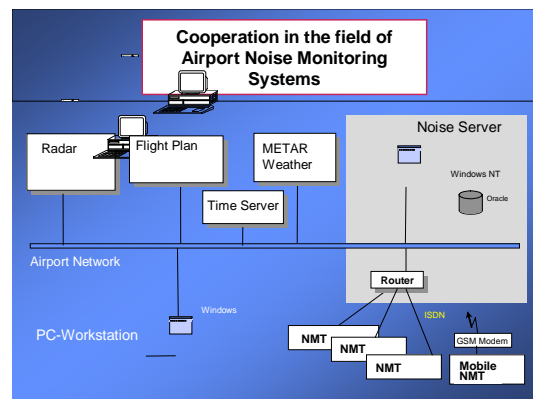 Cooperation in the field of
Airport Noise Monitoring
Systems
Noise Server
Radar
Flight Plan
METAR
Weather
Windows NT
Oracle
Time Server
Airport Network
Router
Windows
ISDN
PC-Workstation
GSM Modem
NMT
NMT
NMT
Mobile
NMT